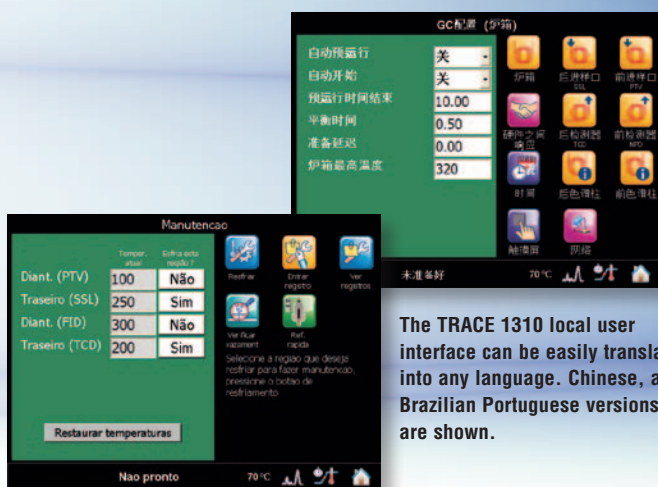 GC配置 (炉箱)
自动预运行 关
自动开始 关
预运行时间结束 10.00
平衡时间 0.50
准备延迟 0.00
炉箱最高温度 320
炉箱
后进样口
SSL
前进样口
PTV
硬件之间
响应
后检测器
TCD
前检测器
NPD
时间
后色谱柱
前色谱柱
触摸屏
网络
未准备好 70 °C
Manutencao
Temper.
atual
Esfria esta
região ?
Diant. (PTV) 100 Não
Traseiro (SSL) 250 Sim
Diant. (FID) 300 Não
Traseiro (TCD) 200 Sim
Restaurar temperaturas
Resfriar
Entrar
registro
Ver
registros
Verificar
vazament
Ref.
rapida
Selecione a regiao que deseja
resfriar para fazer manutencao,
pressione o botao de
resfriamento
Nao pronto 70 °C
The TRACE 1310 local user
interface can be easily transla
into any language. Chinese, a
Brazilian Portuguese versions
are shown.